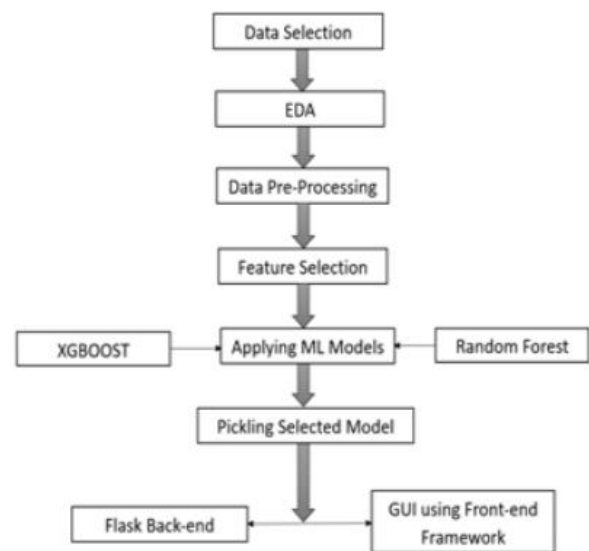 Data Selection
EDA
Data Pre-Processing
Feature Selection
XGBOOST
Applying ML Models
Random Forest
Pickling Selected Model
Flask Back-end
GUI using Front-end
Framework